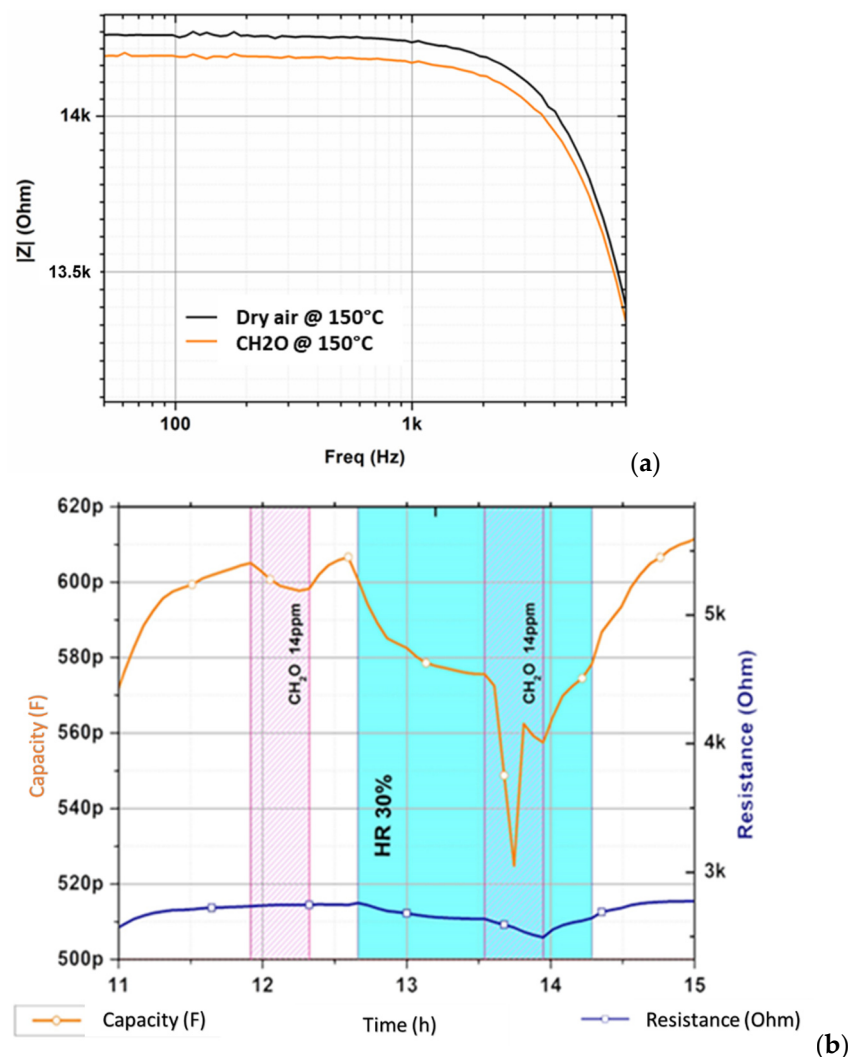 14k
13.5k
|Z| (Ohm)
Dry air @ 150°C
CH2O @ 150°C
100
1k
Freq (Hz)
(a)
620p
600p
580p
560p
540p
520p
500p
Capacity (F)
CH₂O 14ppm
HR 30%
CH₂O 14ppm
5k
4k
3k
Resistance (Ohm)
11
12
13
14
15
Capacity (F)
Time (h)
Resistance (Ohm)
(b)